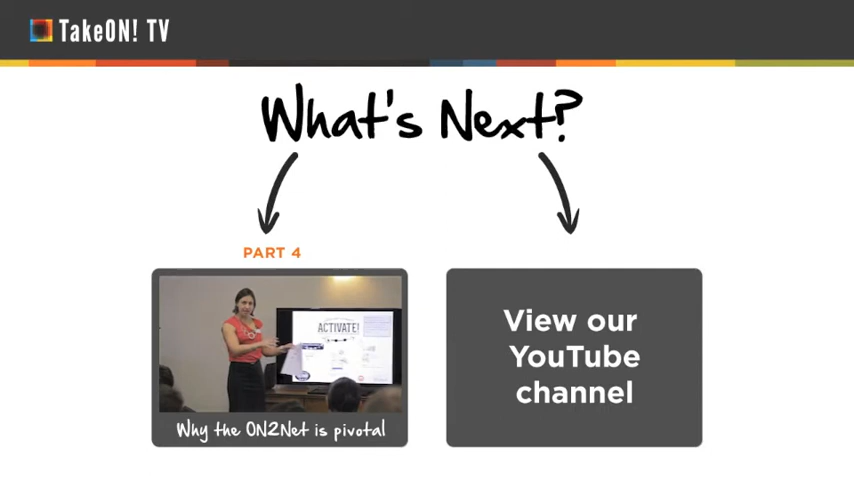 TakeON! TV
What's Next?
PART 4
ACTIVATE!
Why the ON2Net is pivotal
View our
YouTube
channel